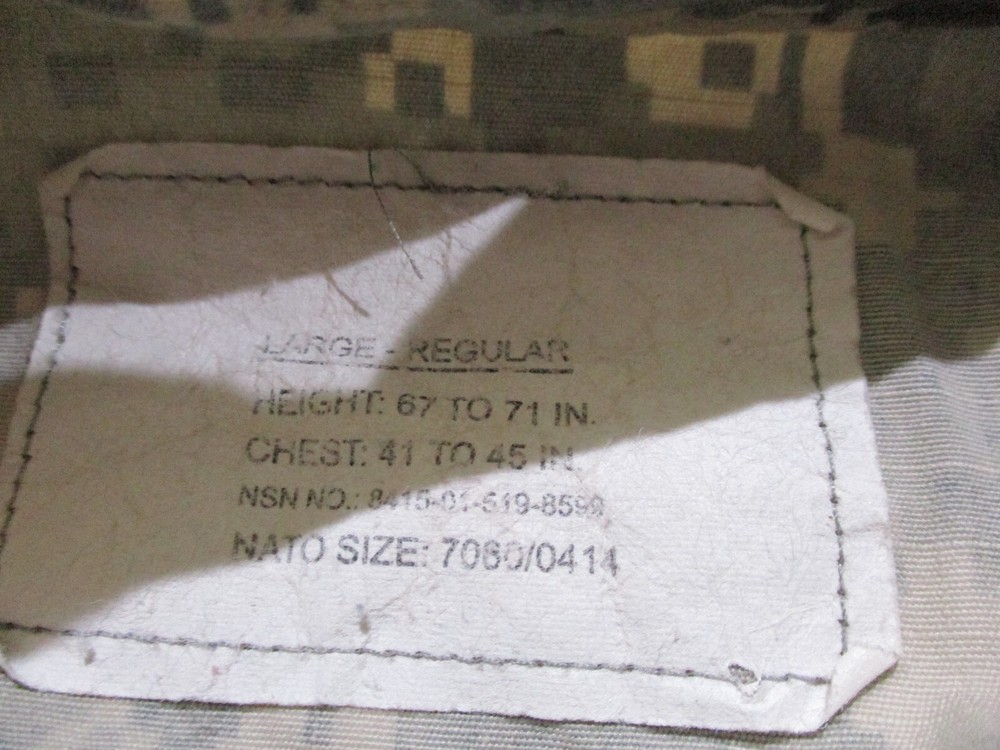 LARGE - REGULAR
HEIGHT: 67 TO 71 IN.
CHEST: 41 TO 45 IN.
NSN NO.: 8415-01-519-8599
NATO SIZE: 7080/0414